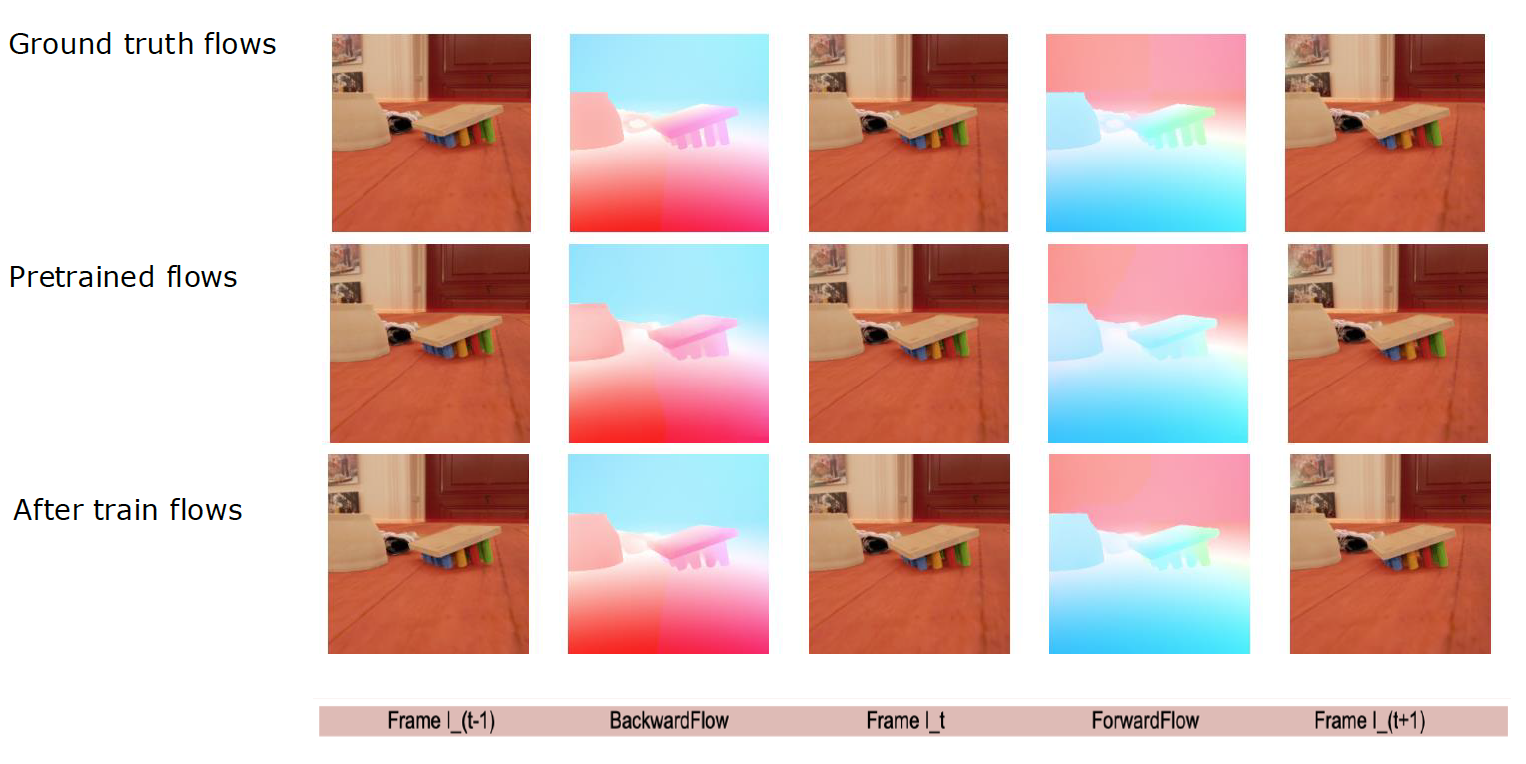 Ground truth flows
Pretrained flows
After train flows
Frame I_(t-1) BackwardFlow Frame I_t ForwardFlow Frame I_(t+1)